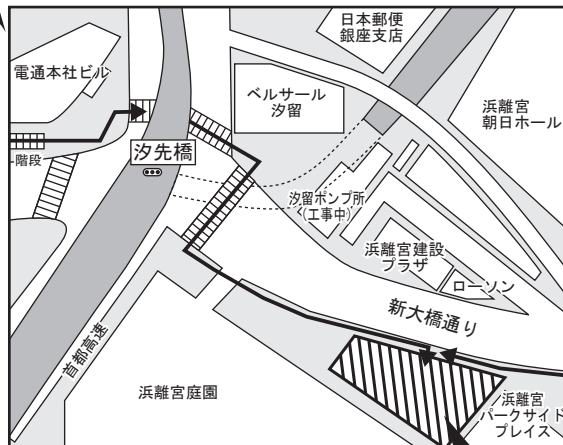 日本郵便
銀座支店
電通本社ビル
ベルサール
汐留
浜離宮
朝日ホール
階段
汐先橋
汐留ポンプ所
(工事中)
浜離宮建設
プラザ
ローソン
新大橋通り
首都高速
浜離宮庭園
浜離宮
パークサイド
プレイス